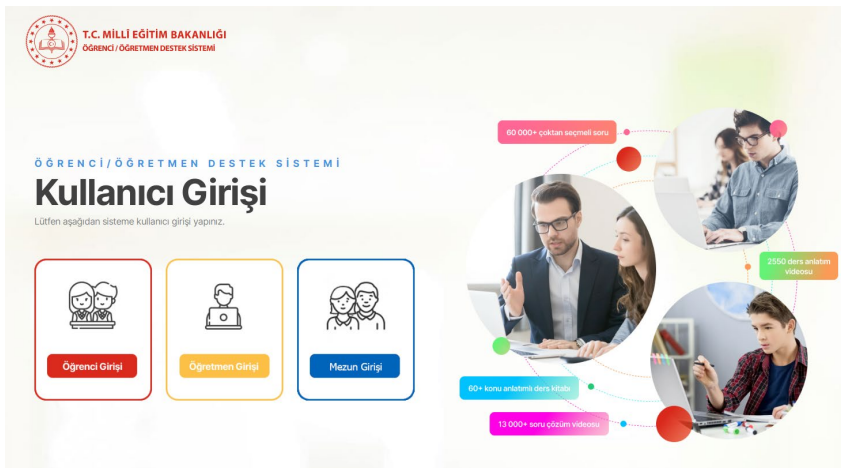 T.C. MİLLÎ EĞİTİM BAKANLIĞI
ÖĞRENCİ / ÖĞRETMEN DESTEK SİSTEMİ
ÖĞRENCİ/ÖĞRETMEN DESTEK SİSTEMİ
Kullanıcı Girişi
Lütfen aşağıdan sisteme kullanıcı girişi yapınız.
Öğrenci Girişi
Öğretmen Girişi
Mezun Girişi
60 000+ çoktan seçmeli soru
2550 ders anlatım
videosu
60+ konu anlatımlı ders kitabı
13 000+ soru çözüm videosu